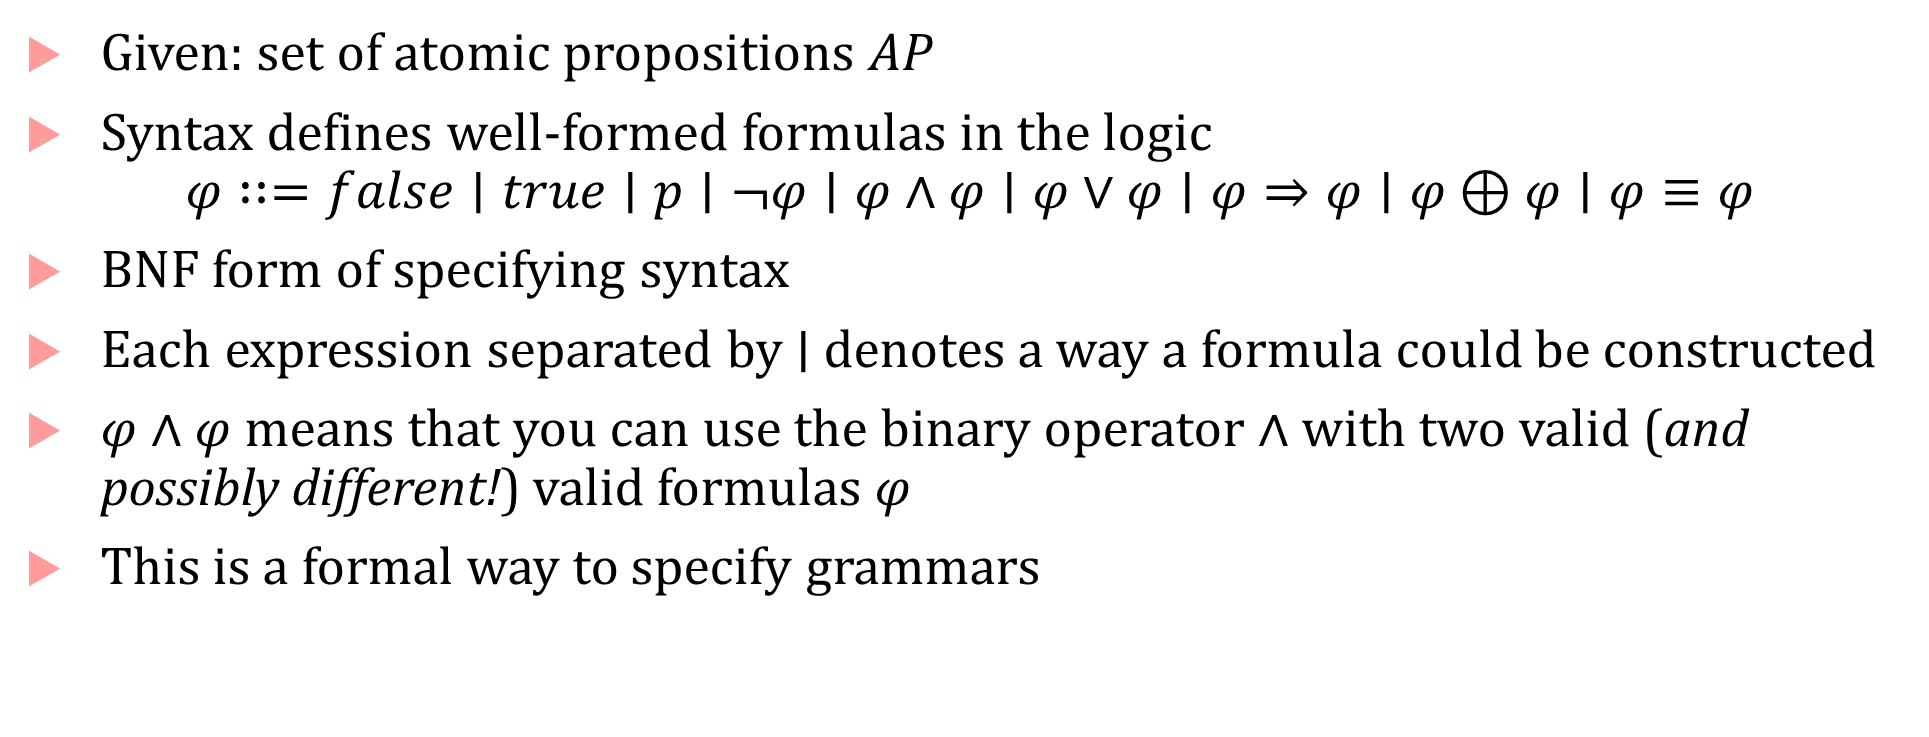 Given: set of atomic propositions AP
Syntax defines well-formed formulas in the logic
φ ∷= false | true | p | ¬φ | φ ∧ φ | φ ∨ φ | φ ⇒ φ | φ ⨁ φ | φ ≡ φ
BNF form of specifying syntax
Each expression separated by | denotes a way a formula could be constructed
φ ∧ φ means that you can use the binary operator ∧ with two valid (and
possibly different!) valid formulas φ
This is a formal way to specify grammars